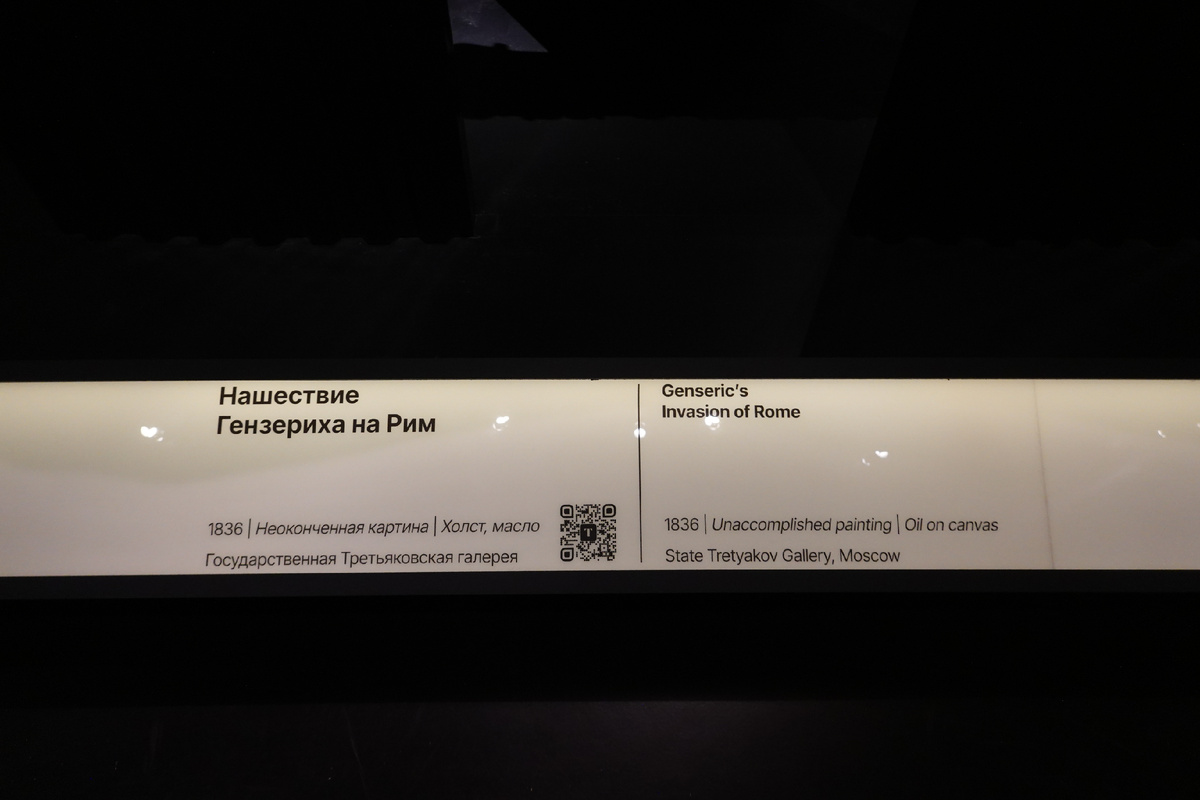 Нашествие
Гензериха на Рим
1836 | Неоконченная картина | Холст, масло
Государственная Третьяковская галерея
T
Genseric's
Invasion of Rome
1836 | Unaccomplished painting | Oil on canvas
State Tretyakov Gallery, Moscow